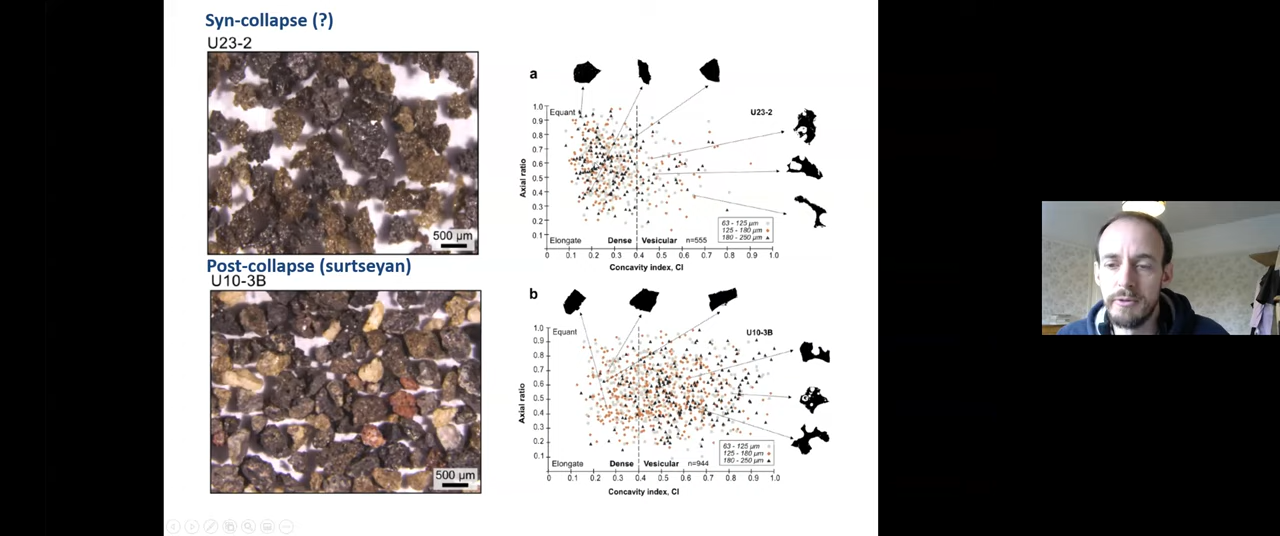 Syn-collapse (?)
U23-2
500 µm
Post-collapse (surtseyan)
U10-3B
500 µm
a
1.0
0.9
0.8
0.7
0.6
0.5
0.4
0.3
0.2
0.1
Axial ratio
Equant
U23-2
63 - 125 µm
125 - 180 µm
180 - 250 µm
Elongate
Dense
Vesicular
n=555
0 0.1 0.2 0.3 0.4 0.5 0.6 0.7 0.8 0.9 1.0
Concavity index, CI
b
1.0
0.9
0.8
0.7
0.6
0.5
0.4
0.3
0.2
0.1
Axial ratio
Equant
U10-3B
63 - 125 µm
125 - 180 µm
180 - 250 µm
Elongate
Dense
Vesicular
n=944
0 0.1 0.2 0.3 0.4 0.5 0.6 0.7 0.8 0.9 1.0
Concavity index, CI